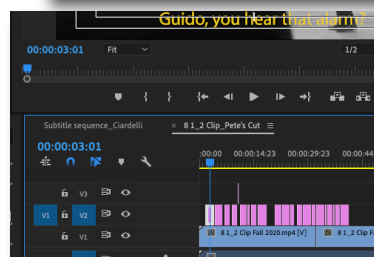 Guido, you hear that alarm?
00:00:03:01 Fit 1/2
Subtitle sequence_Ciardelli × 8 1_2 Clip_Pete's Cut
00:00:03:01
:00:00 00:00:14:23 00:00:29:23 00:00:44
V3
V1 V2
V1 8 1_2 Clip Fall 2020.mp4 [V] 8 1_2 Clip Fa